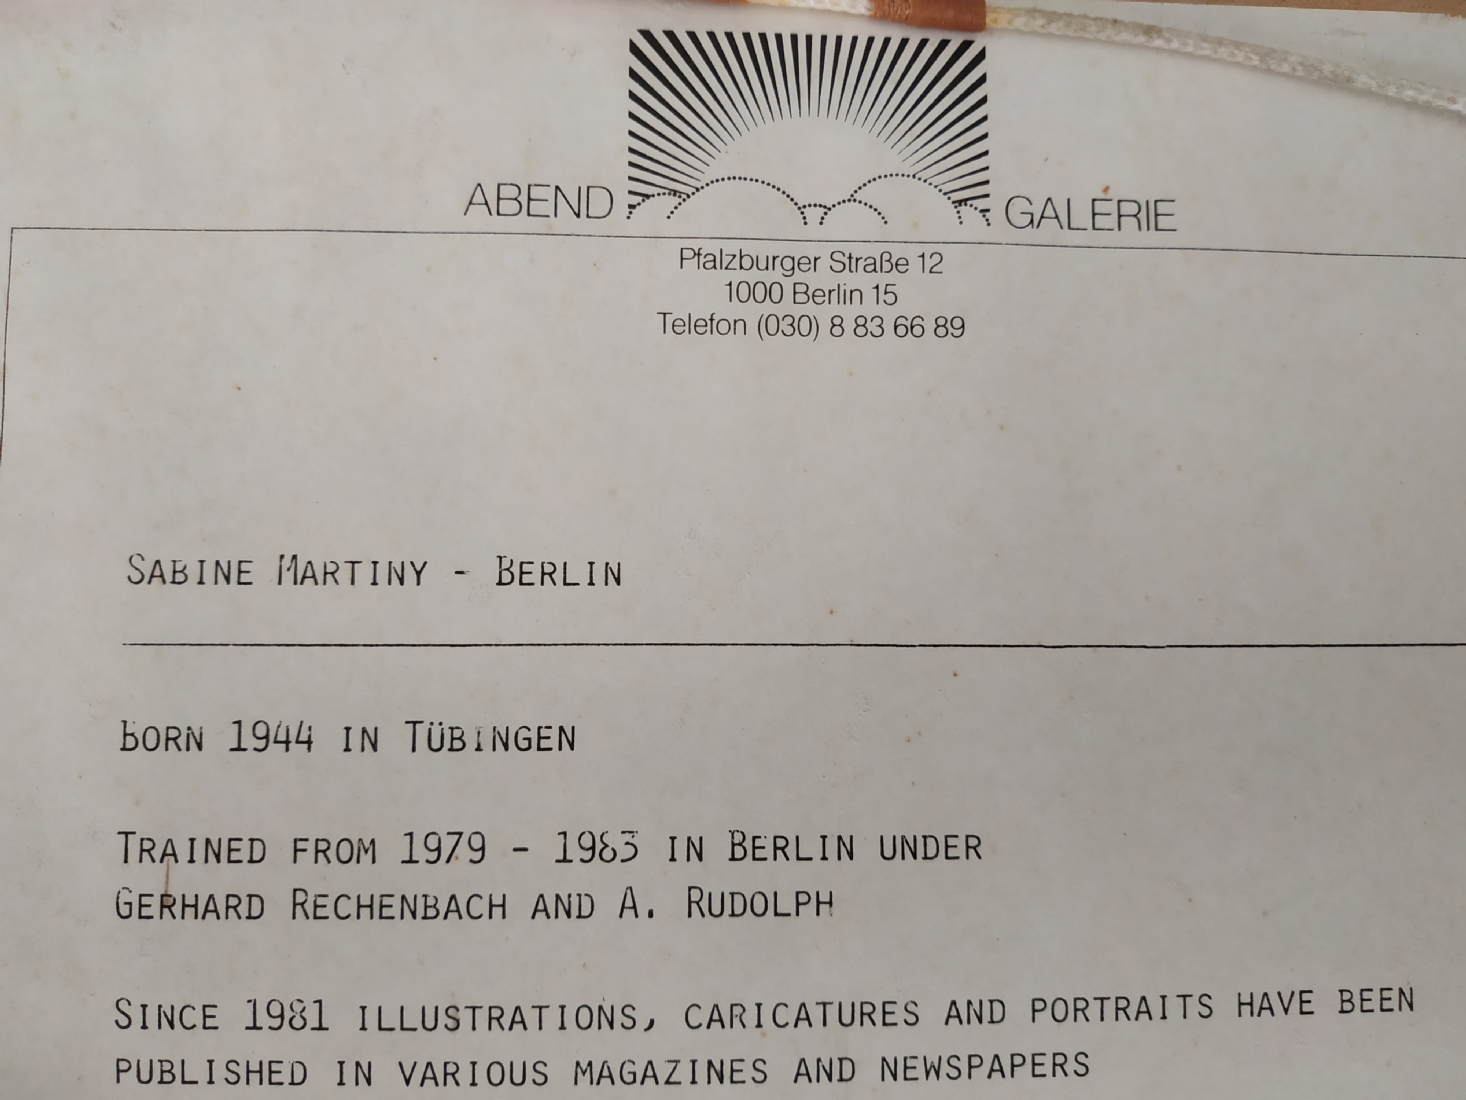 ABEND GALERIE
Pfalzburger Straße 12
1000 Berlin 15
Telefon (030) 8 83 66 89
SABINE MARTINY - BERLIN
BORN 1944 IN TÜBINGEN
TRAINED FROM 1979 - 1983 IN BERLIN UNDER
GERHARD RECHENBACH AND A. RUDOLPH
SINCE 1981 ILLUSTRATIONS, CARICATURES AND PORTRAITS HAVE BEEN
PUBLISHED IN VARIOUS MAGAZINES AND NEWSPAPERS